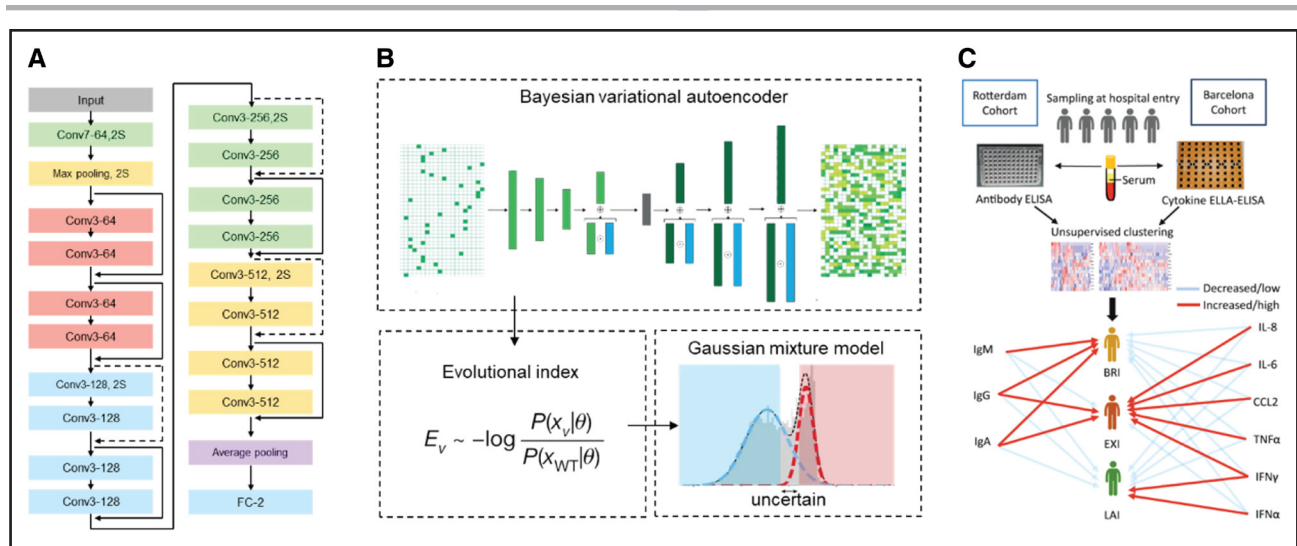 A
Input
Conv7-64,2S
Max pooling, 2S
Conv3-64
Conv3-64
Conv3-64
Conv3-64
Conv3-128, 2S
Conv3-128
Conv3-128
Conv3-128
Conv3-256,2S
Conv3-256
Conv3-256
Conv3-256
Conv3-512, 2S
Conv3-512
Conv3-512
Conv3-512
Average pooling
FC-2
B
Bayesian variational autoencoder
Evolutional index
E_v ~ −log P(x_v|θ) / P(x_WT|θ)
Gaussian mixture model
uncertain
C
Rotterdam
Cohort
Sampling at hospital entry
Barcelona
Cohort
Serum
Antibody ELISA
Cytokine ELLA-ELISA
Unsupervised clustering
Decreased/low
Increased/high
IgM
IgG
IgA
BRI
EXI
LAI
IL-8
IL-6
CCL2
TNFα
IFNγ
IFNα